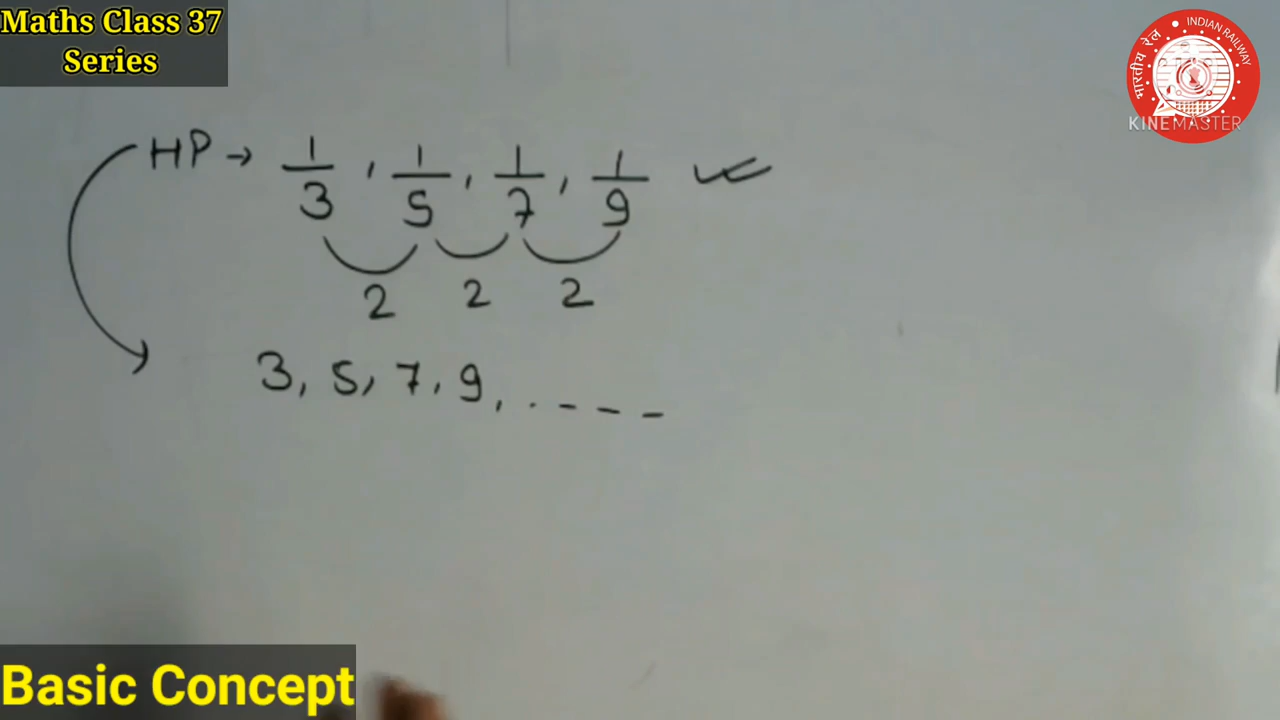 Maths Class 37
Series
भारतीय रेल • INDIAN RAILWAY
KINEMASTER
HP → 1/3, 1/5, 1/7, 1/9
2 2 2
3, 5, 7, 9, . - - - -
Basic Concept